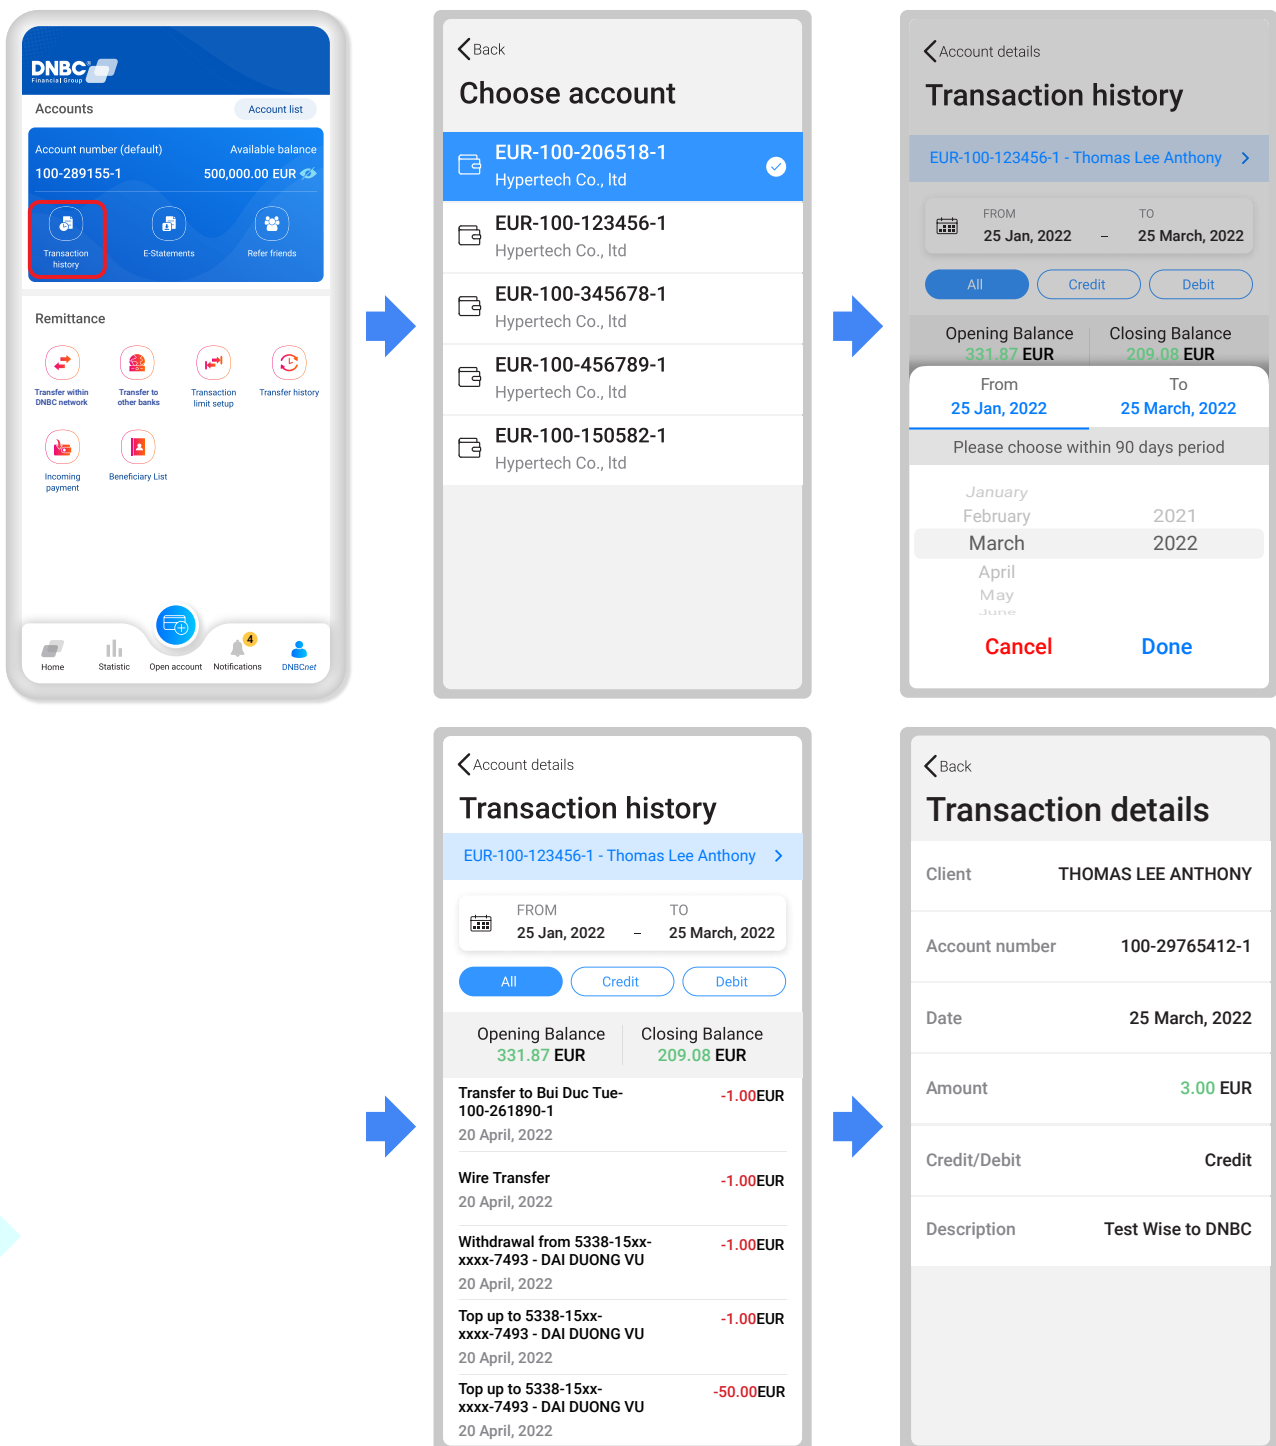 DNBC
Financial Group
Accounts
Account list
Account number (default)
Available balance
100-289155-1
500,000.00 EUR
Transaction
history
E-Statements
Refer friends
Remittance
Transfer within
DNBC network
Transfer to
other banks
Transaction
limit setup
Transfer history
Incoming
payment
Beneficiary List
4
Home
Statistic
Open account
Notifications
DNBCnet
Back
Choose account
EUR-100-206518-1
Hypertech Co., ltd
EUR-100-123456-1
Hypertech Co., ltd
EUR-100-345678-1
Hypertech Co., ltd
EUR-100-456789-1
Hypertech Co., ltd
EUR-100-150582-1
Hypertech Co., ltd
Account details
Transaction history
EUR-100-123456-1 - Thomas Lee Anthony
FROM
TO
25 Jan, 2022 – 25 March, 2022
All
Credit
Debit
Opening Balance
Closing Balance
331.87 EUR
209.08 EUR
From
To
25 Jan, 2022
25 March, 2022
Please choose within 90 days period
January
February
2021
March
2022
April
May
June
Cancel
Done
Account details
Transaction history
EUR-100-123456-1 - Thomas Lee Anthony
FROM
TO
25 Jan, 2022 – 25 March, 2022
All
Credit
Debit
Opening Balance
Closing Balance
331.87 EUR
209.08 EUR
Transfer to Bui Duc Tue-
100-261890-1
-1.00EUR
20 April, 2022
Wire Transfer
-1.00EUR
20 April, 2022
Withdrawal from 5338-15xx-
xxxx-7493 - DAI DUONG VU
-1.00EUR
20 April, 2022
Top up to 5338-15xx-
xxxx-7493 - DAI DUONG VU
-1.00EUR
20 April, 2022
Top up to 5338-15xx-
xxxx-7493 - DAI DUONG VU
-50.00EUR
20 April, 2022
Back
Transaction details
Client
THOMAS LEE ANTHONY
Account number
100-29765412-1
Date
25 March, 2022
Amount
3.00 EUR
Credit/Debit
Credit
Description
Test Wise to DNBC